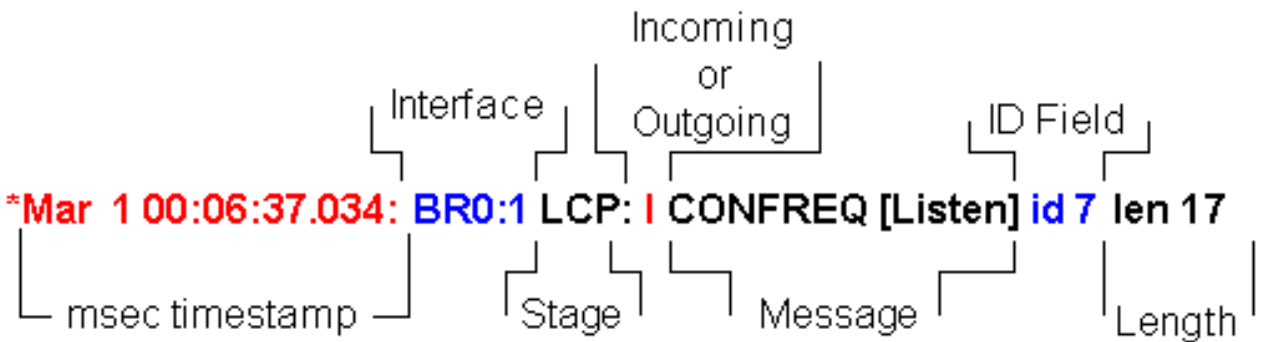 Incoming
or
Outgoing
Interface
ID Field
*Mar 1 00:06:37.034: BR0:1 LCP: I CONFREQ [Listen] id 7 len 17
msec timestamp
Stage
Message
Length